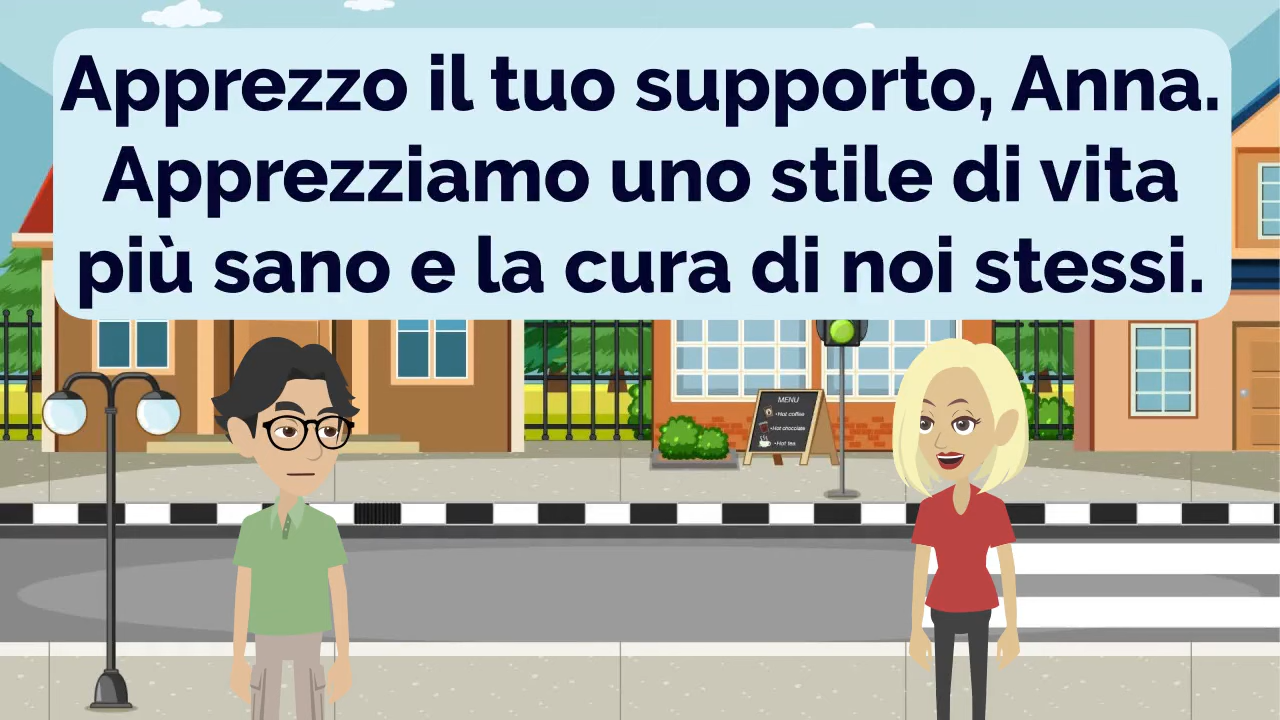 Apprezzo il tuo supporto, Anna.
Apprezziamo uno stile di vita
più sano e la cura di noi stessi.
MENU
•Hot coffee
•Hot chocolate
•Hot tea